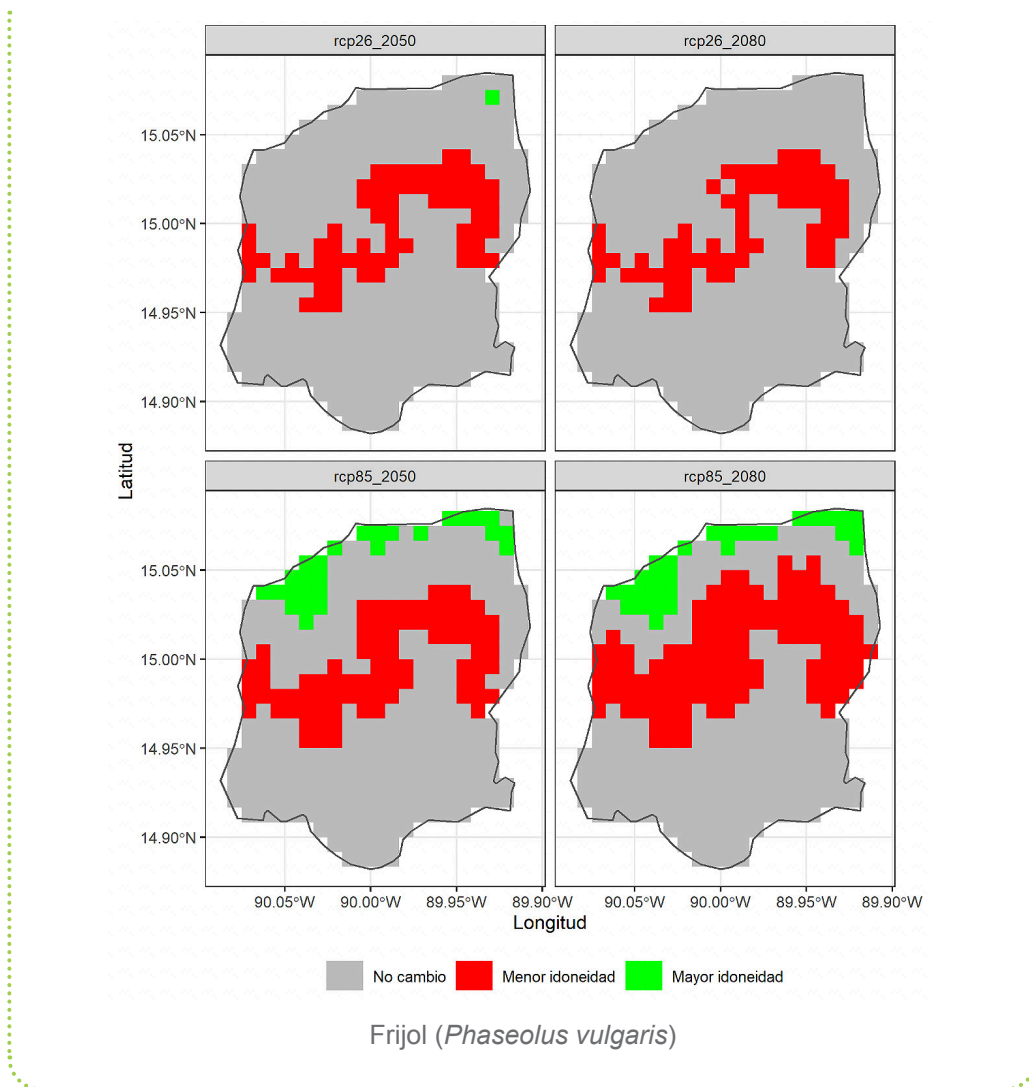 rcp26_2050 rcp26_2080
15.05°N
15.00°N
14.95°N
14.90°N
Latitud
rcp85_2050 rcp85_2080
15.05°N
15.00°N
14.95°N
14.90°N
90.05°W 90.00°W 89.95°W 89.90°W 90.05°W 90.00°W 89.95°W 89.90°W
Longitud
No cambio Menor idoneidad Mayor idoneidad
Frijol (Phaseolus vulgaris)